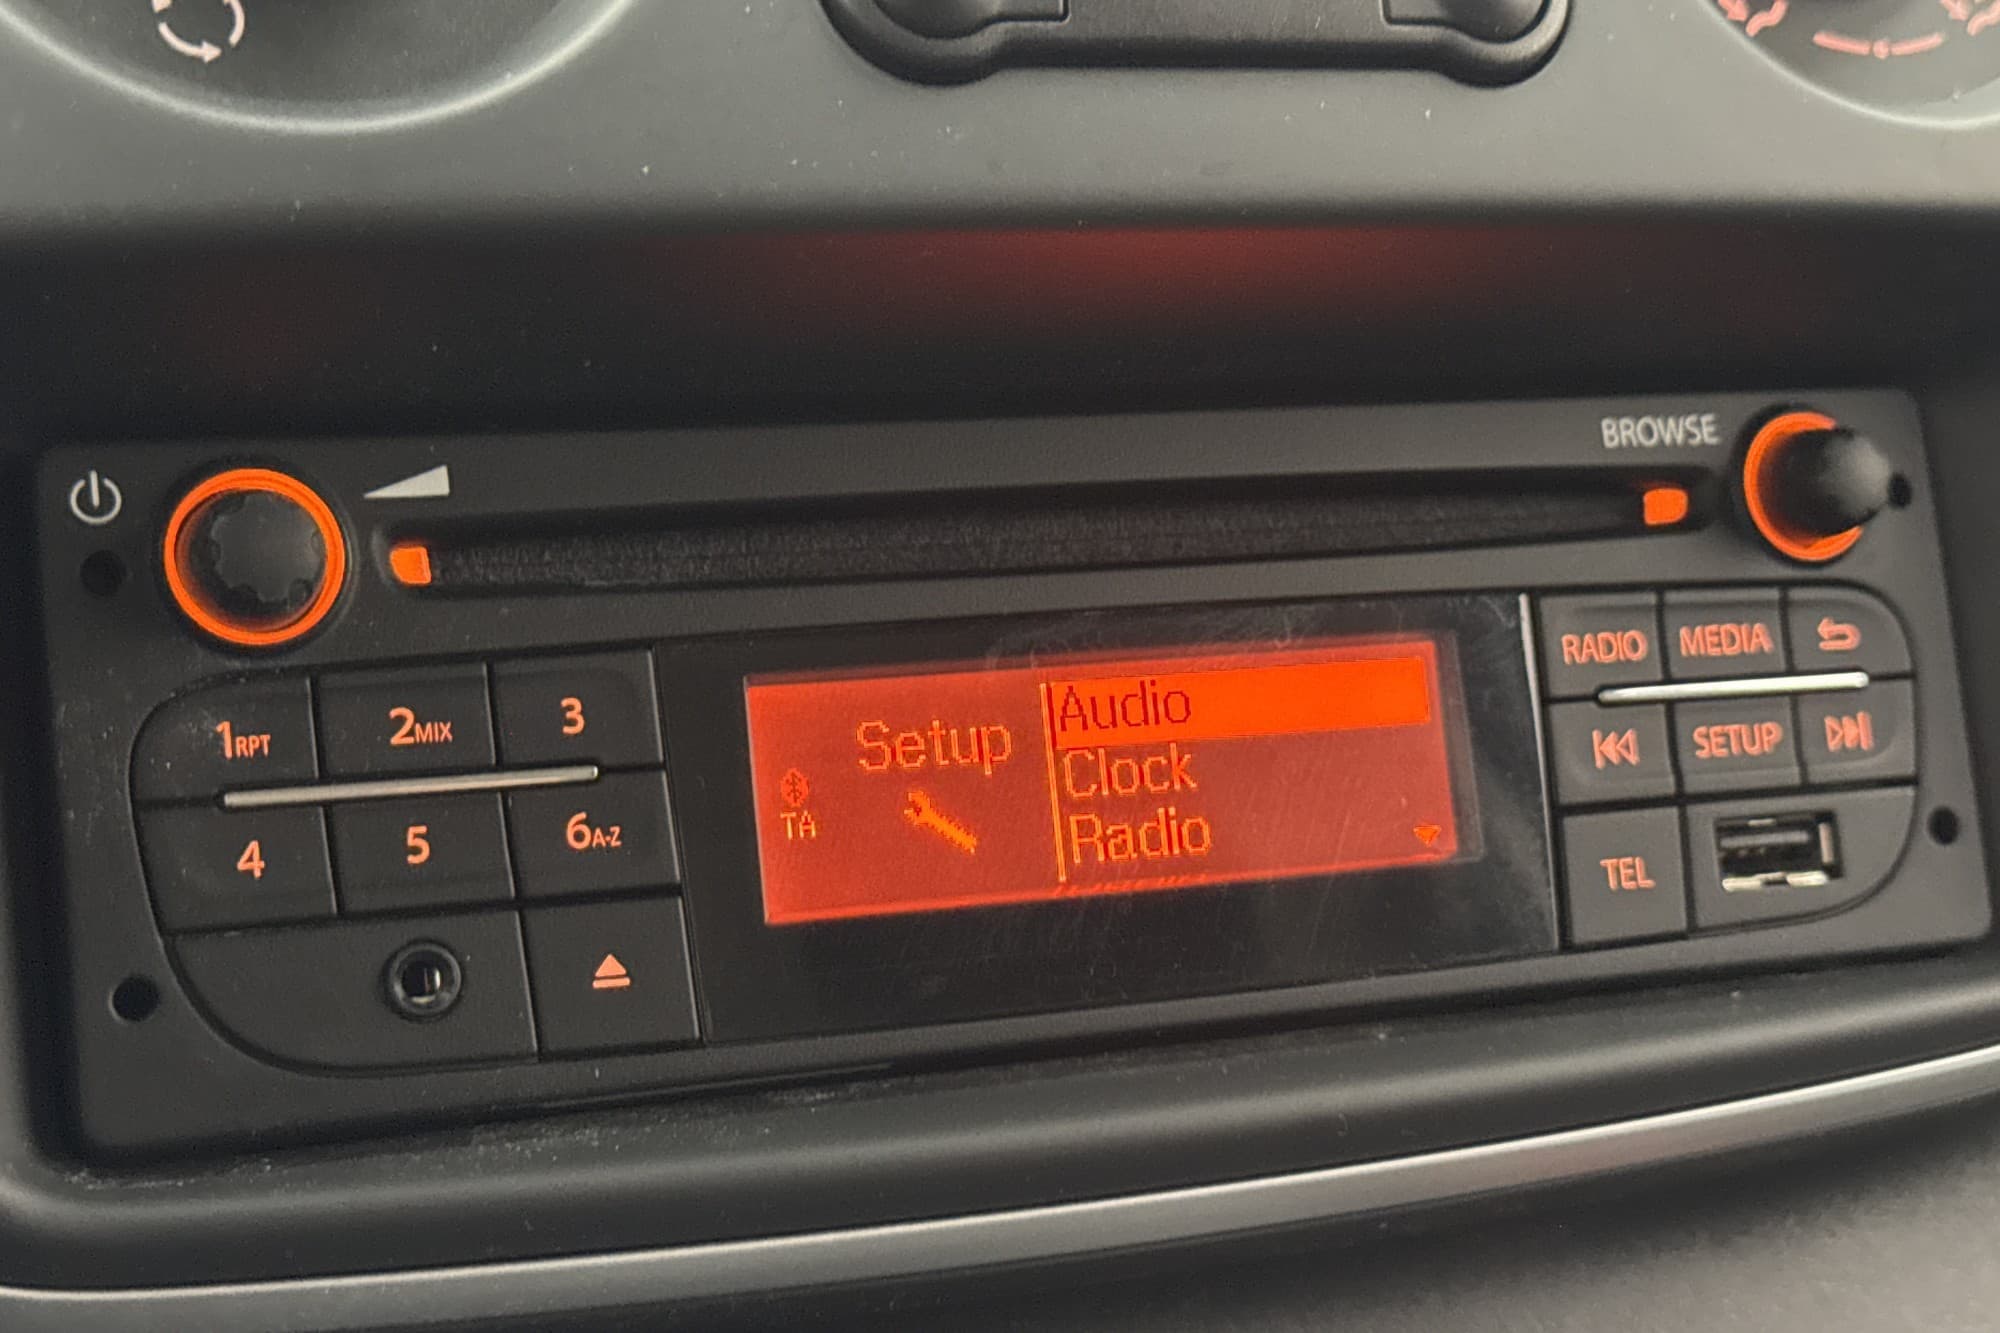 BROWSE
RADIO
MEDIA
1RPT
2MIX
3
Setup
Audio
Clock
Radio
TA
SETUP
4
5
6A-Z
TEL